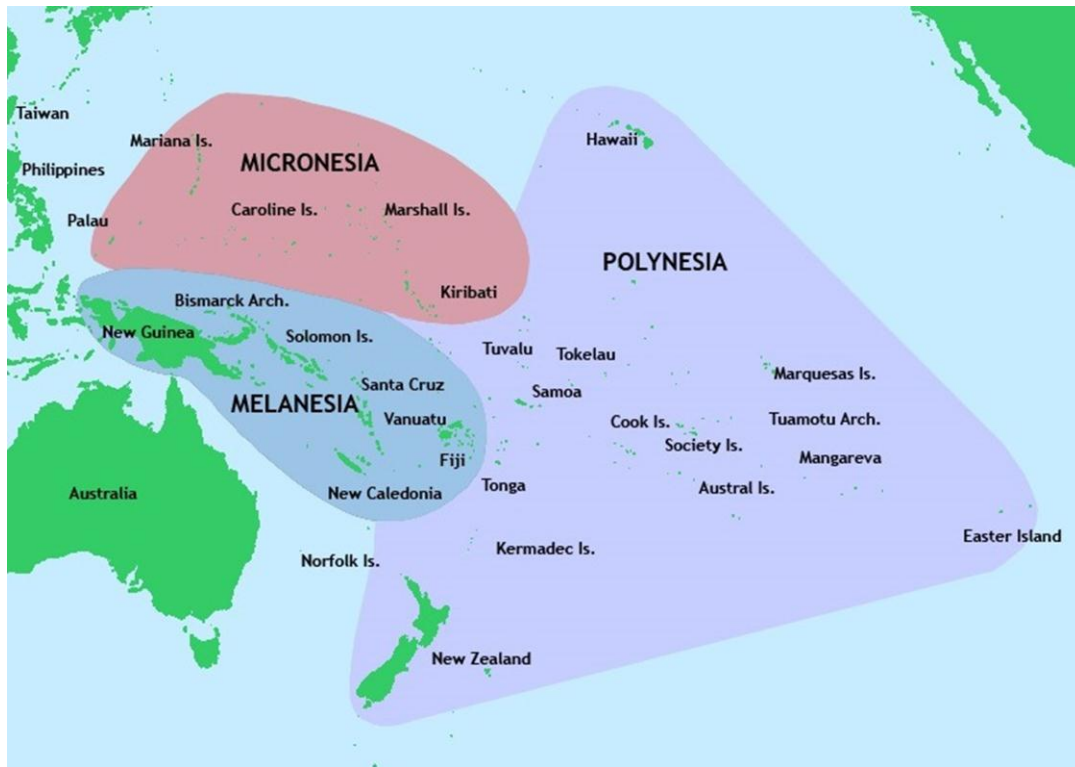 Taiwan
Mariana Is.
Hawaii
MICRONESIA
Philippines
Palau
Caroline Is.
Marshall Is.
POLYNESIA
Kiribati
Bismarck Arch.
New Guinea
Solomon Is.
Tuvalu
Tokelau
Marquesas Is.
Santa Cruz
Samoa
MELANESIA
Vanuatu
Cook Is.
Tuamotu Arch.
Society Is.
Fiji
Mangareva
Tonga
Austral Is.
Australia
New Caledonia
Easter Island
Kermadec Is.
Norfolk Is.
New Zealand